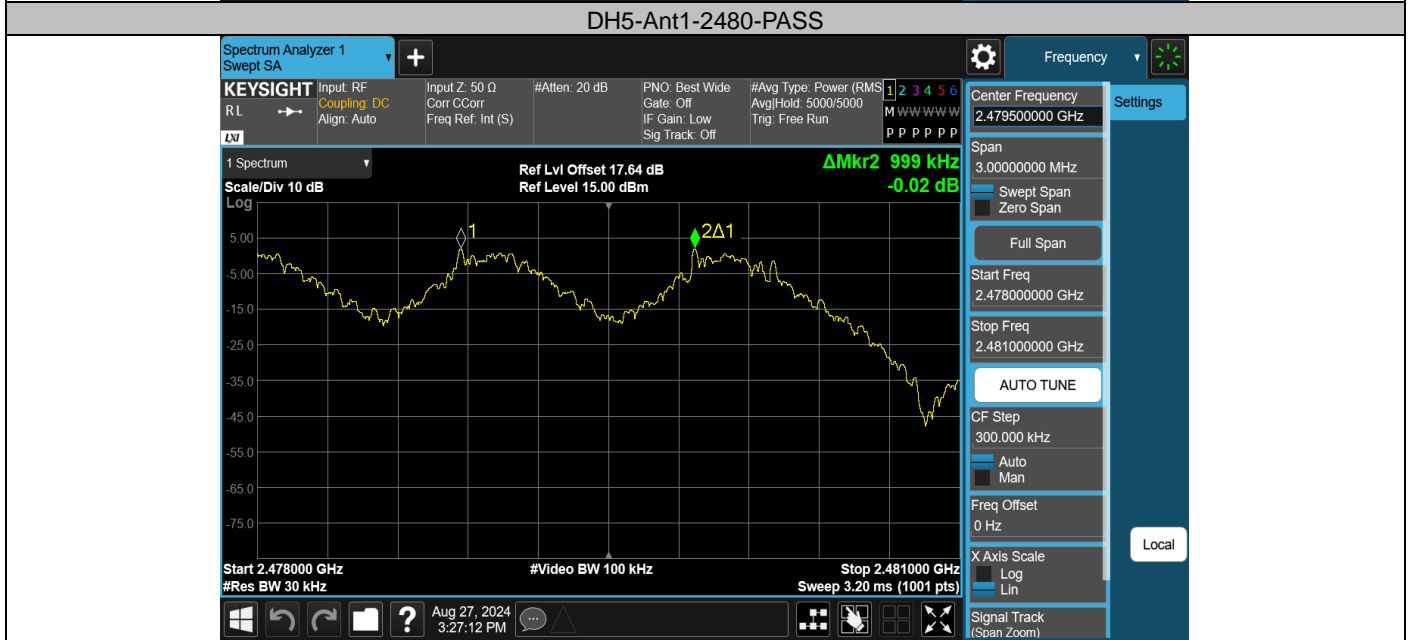 DH5-Ant1-2480-PASS
Spectrum Analyzer 1
Swept SA
+
Frequency
KEYSIGHT
RL
LXI
Input: RF
Coupling: DC
Align: Auto
Input Z: 50 Ω
Corr CCorr
Freq Ref: Int (S)
#Atten: 20 dB
PNO: Best Wide
Gate: Off
IF Gain: Low
Sig Track: Off
#Avg Type: Power (RMS
Avg|Hold: 5000/5000
Trig: Free Run
1 2 3 4 5 6
M W W W W W
P P P P P P
Center Frequency
2.479500000 GHz
Settings
1 Spectrum
Ref Lvl Offset 17.64 dB
ΔMkr2 999 kHz
Scale/Div 10 dB
Ref Level 15.00 dBm
-0.02 dB
Log
5.00
-5.00
-15.0
-25.0
-35.0
-45.0
-55.0
-65.0
-75.0
1
2Δ1
Span
3.00000000 MHz
Swept Span
Zero Span
Full Span
Start Freq
2.478000000 GHz
Stop Freq
2.481000000 GHz
AUTO TUNE
CF Step
300.000 kHz
Auto
Man
Freq Offset
0 Hz
X Axis Scale
Log
Lin
Signal Track
(Span Zoom)
Local
Start 2.478000 GHz
#Video BW 100 kHz
Stop 2.481000 GHz
#Res BW 30 kHz
Sweep 3.20 ms (1001 pts)
?
Aug 27, 2024
3:27:12 PM